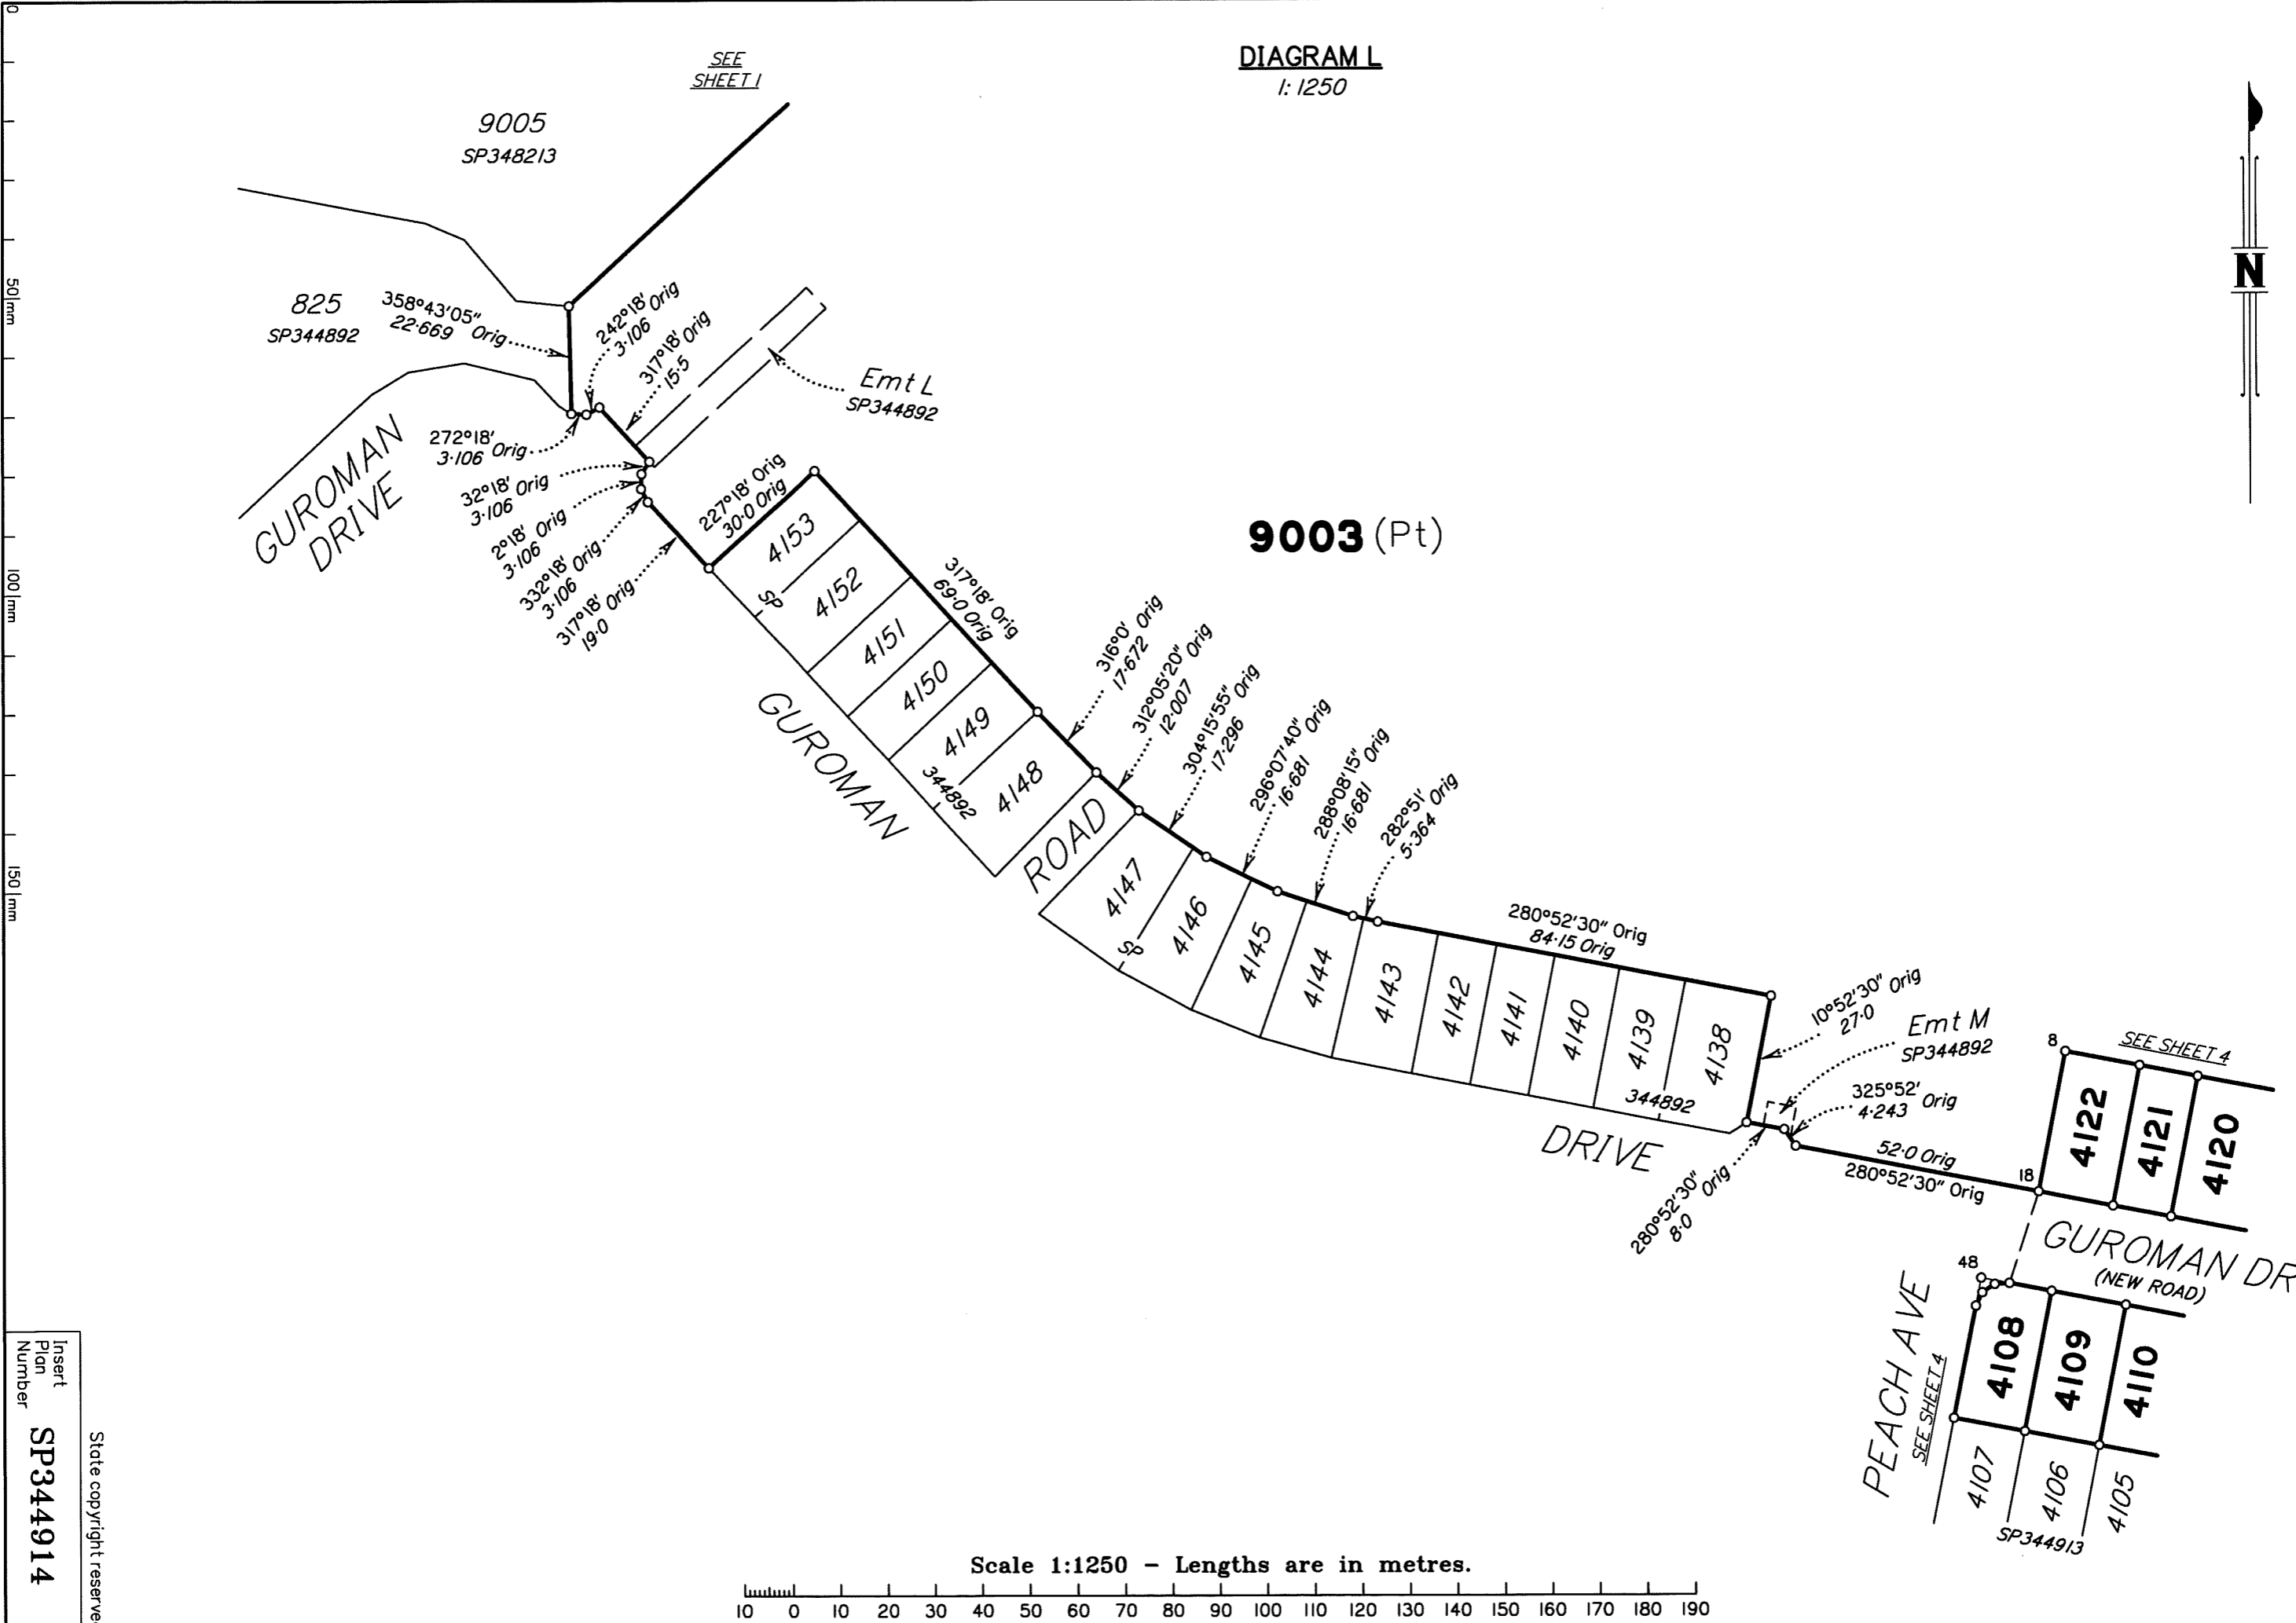 DIAGRAM L
1: 1250
SEE
SHEET 1
9005
SP348213
825
SP344892
358°43'05" Orig
22·669
242°18' Orig
3·106
317°18' Orig
15·5
Emt L
SP344892
272°18' Orig
3·106
32°18' Orig
3·106
2°18' Orig
3·106
332°18' Orig
3·106
317°18' Orig
19·0
GUROMAN
DRIVE
227°18' Orig
30·0 Orig
9003 (Pt)
4153
SP
4152
4151
4150
4149
344892
4148
317°18' Orig
69·0 Orig
316°0' Orig
17·672
312°05'20" Orig
12·007
304°15'55" Orig
17·296
296°07'40" Orig
16·681
288°08'15" Orig
16·681
282°51' Orig
5·364
280°52'30" Orig
84·15 Orig
GUROMAN
ROAD
4147
SP
4146
4145
4144
4143
4142
4141
4140
4139
344892
4138
DRIVE
10°52'30" Orig
27·0
Emt M
SP344892
325°52' Orig
4·243
52·0 Orig
280°52'30" Orig
280°52'30" Orig
8·0
8
SEE SHEET 4
4122
4121
4120
18
GUROMAN DR
(NEW ROAD)
48
PEACH AVE
SEE SHEET 4
4108
4109
4110
4107
4106
4105
SP344913
N
0
50 mm
100 mm
150 mm
Insert
Plan
Number
SP344914
State copyright reserved
Scale 1:1250 – Lengths are in metres.
10 0 10 20 30 40 50 60 70 80 90 100 110 120 130 140 150 160 170 180 190